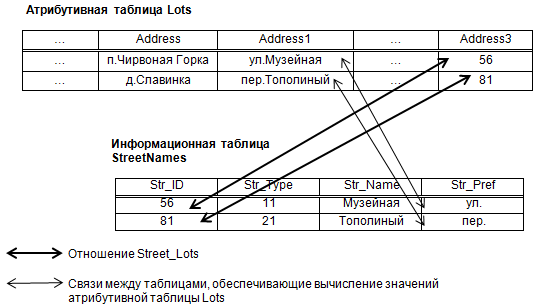 Атрибутивная таблица Lots
... Address Address1 ... Address3
... п.Чирвоная Горка ул.Музейная ... 56
... д.Славинка пер.Тополиный ... 81
Информационная таблица
StreetNames
Str_ID Str_Type Str_Name Str_Pref
56 11 Музейная ул.
81 21 Тополиный пер.
Отношение Street_Lots
Связи между таблицами, обеспечивающие вычисление значений
атрибутивной таблицы Lots